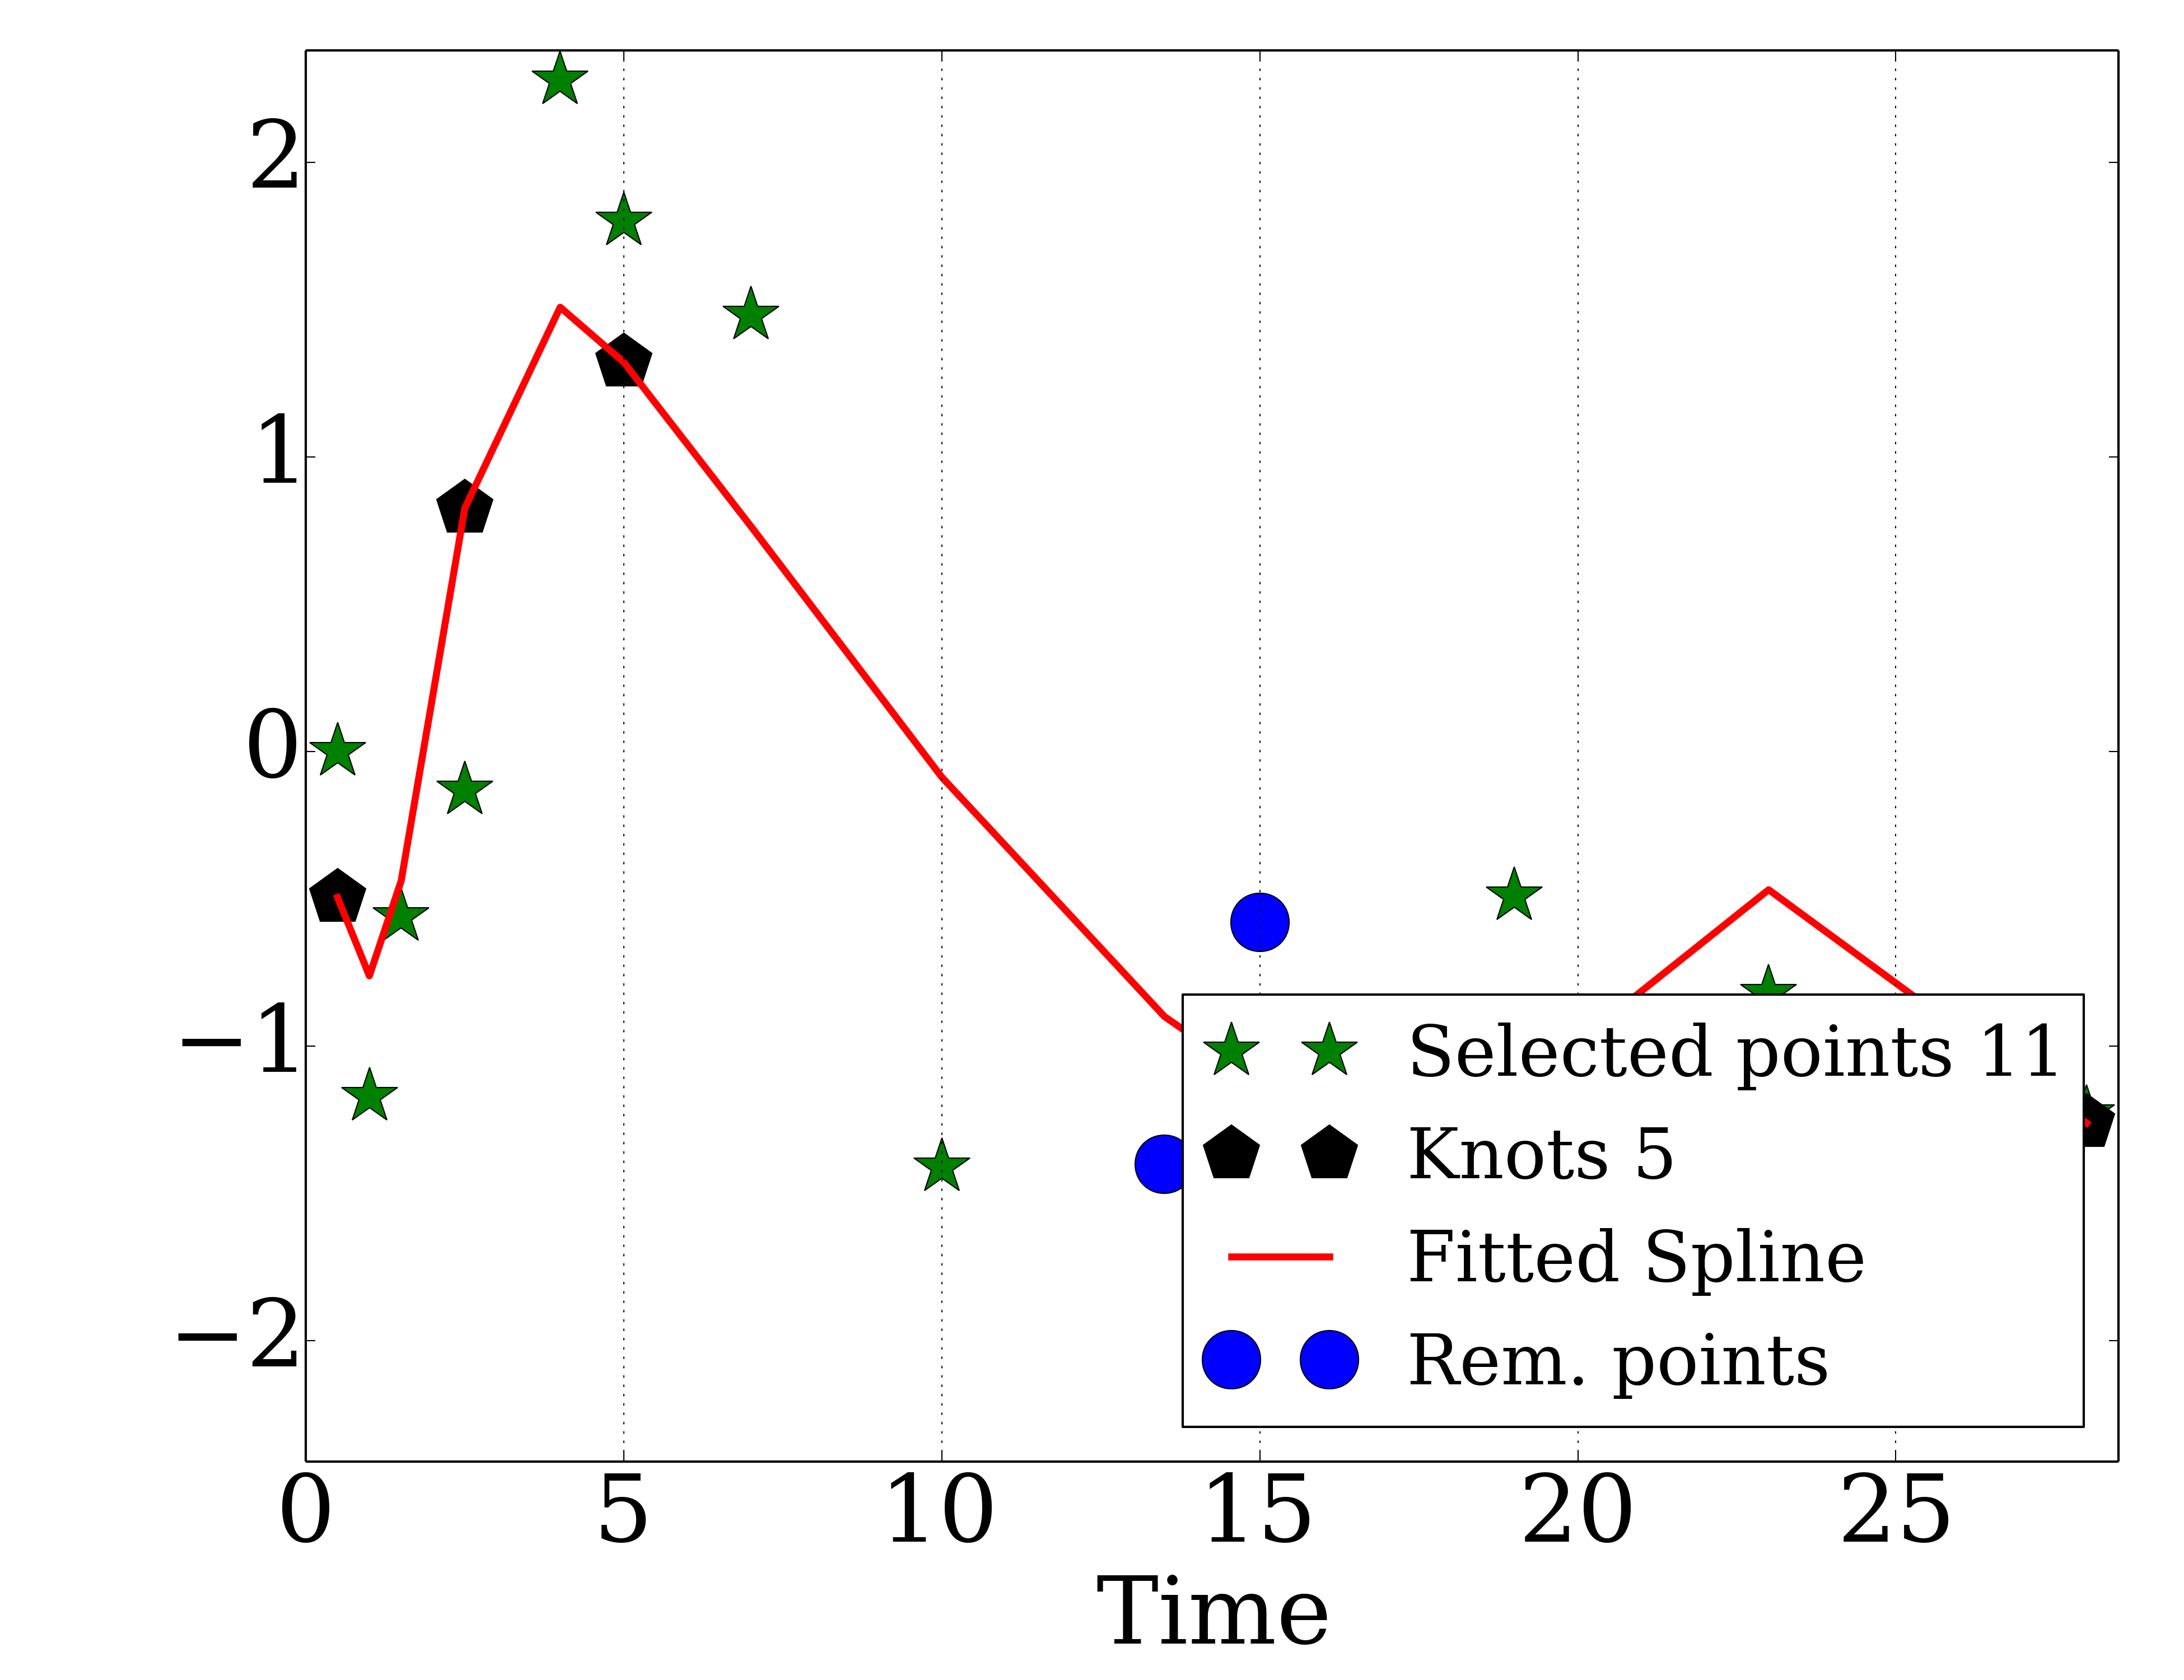 2
1
0
−1
−2
Selected points 11
Knots 5
Fitted Spline
Rem. points
0 5 10 15 20 25
Time